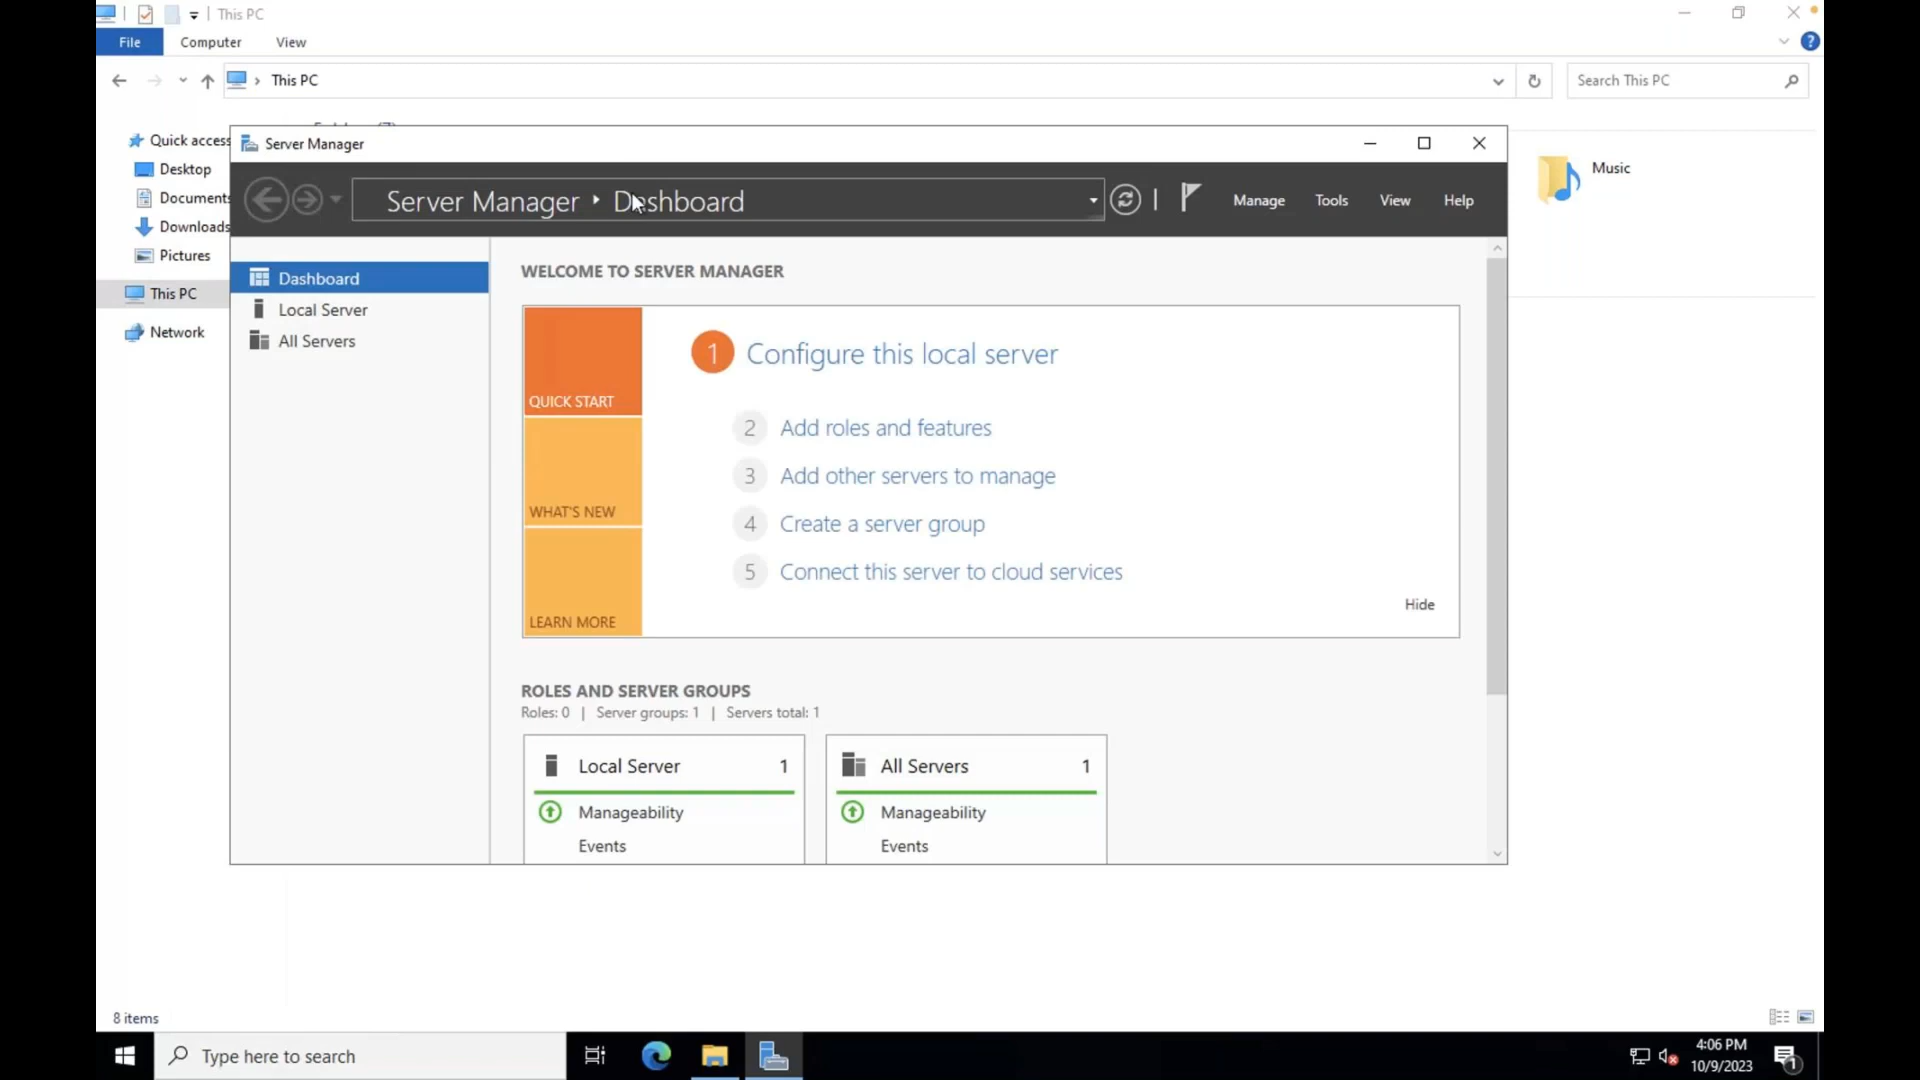 This PC
File Computer View
This PC
Search This PC
Quick access
Desktop
Documents
Downloads
Pictures
This PC
Network
Music
Server Manager
Server Manager Dashboard
Manage Tools View Help
Dashboard
Local Server
All Servers
WELCOME TO SERVER MANAGER
QUICK START
WHAT'S NEW
LEARN MORE
1 Configure this local server
2 Add roles and features
3 Add other servers to manage
4 Create a server group
5 Connect this server to cloud services
Hide
ROLES AND SERVER GROUPS
Roles: 0 | Server groups: 1 | Servers total: 1
Local Server 1
Manageability
Events
All Servers 1
Manageability
Events
8 items
Type here to search
4:06 PM
10/9/2023
1